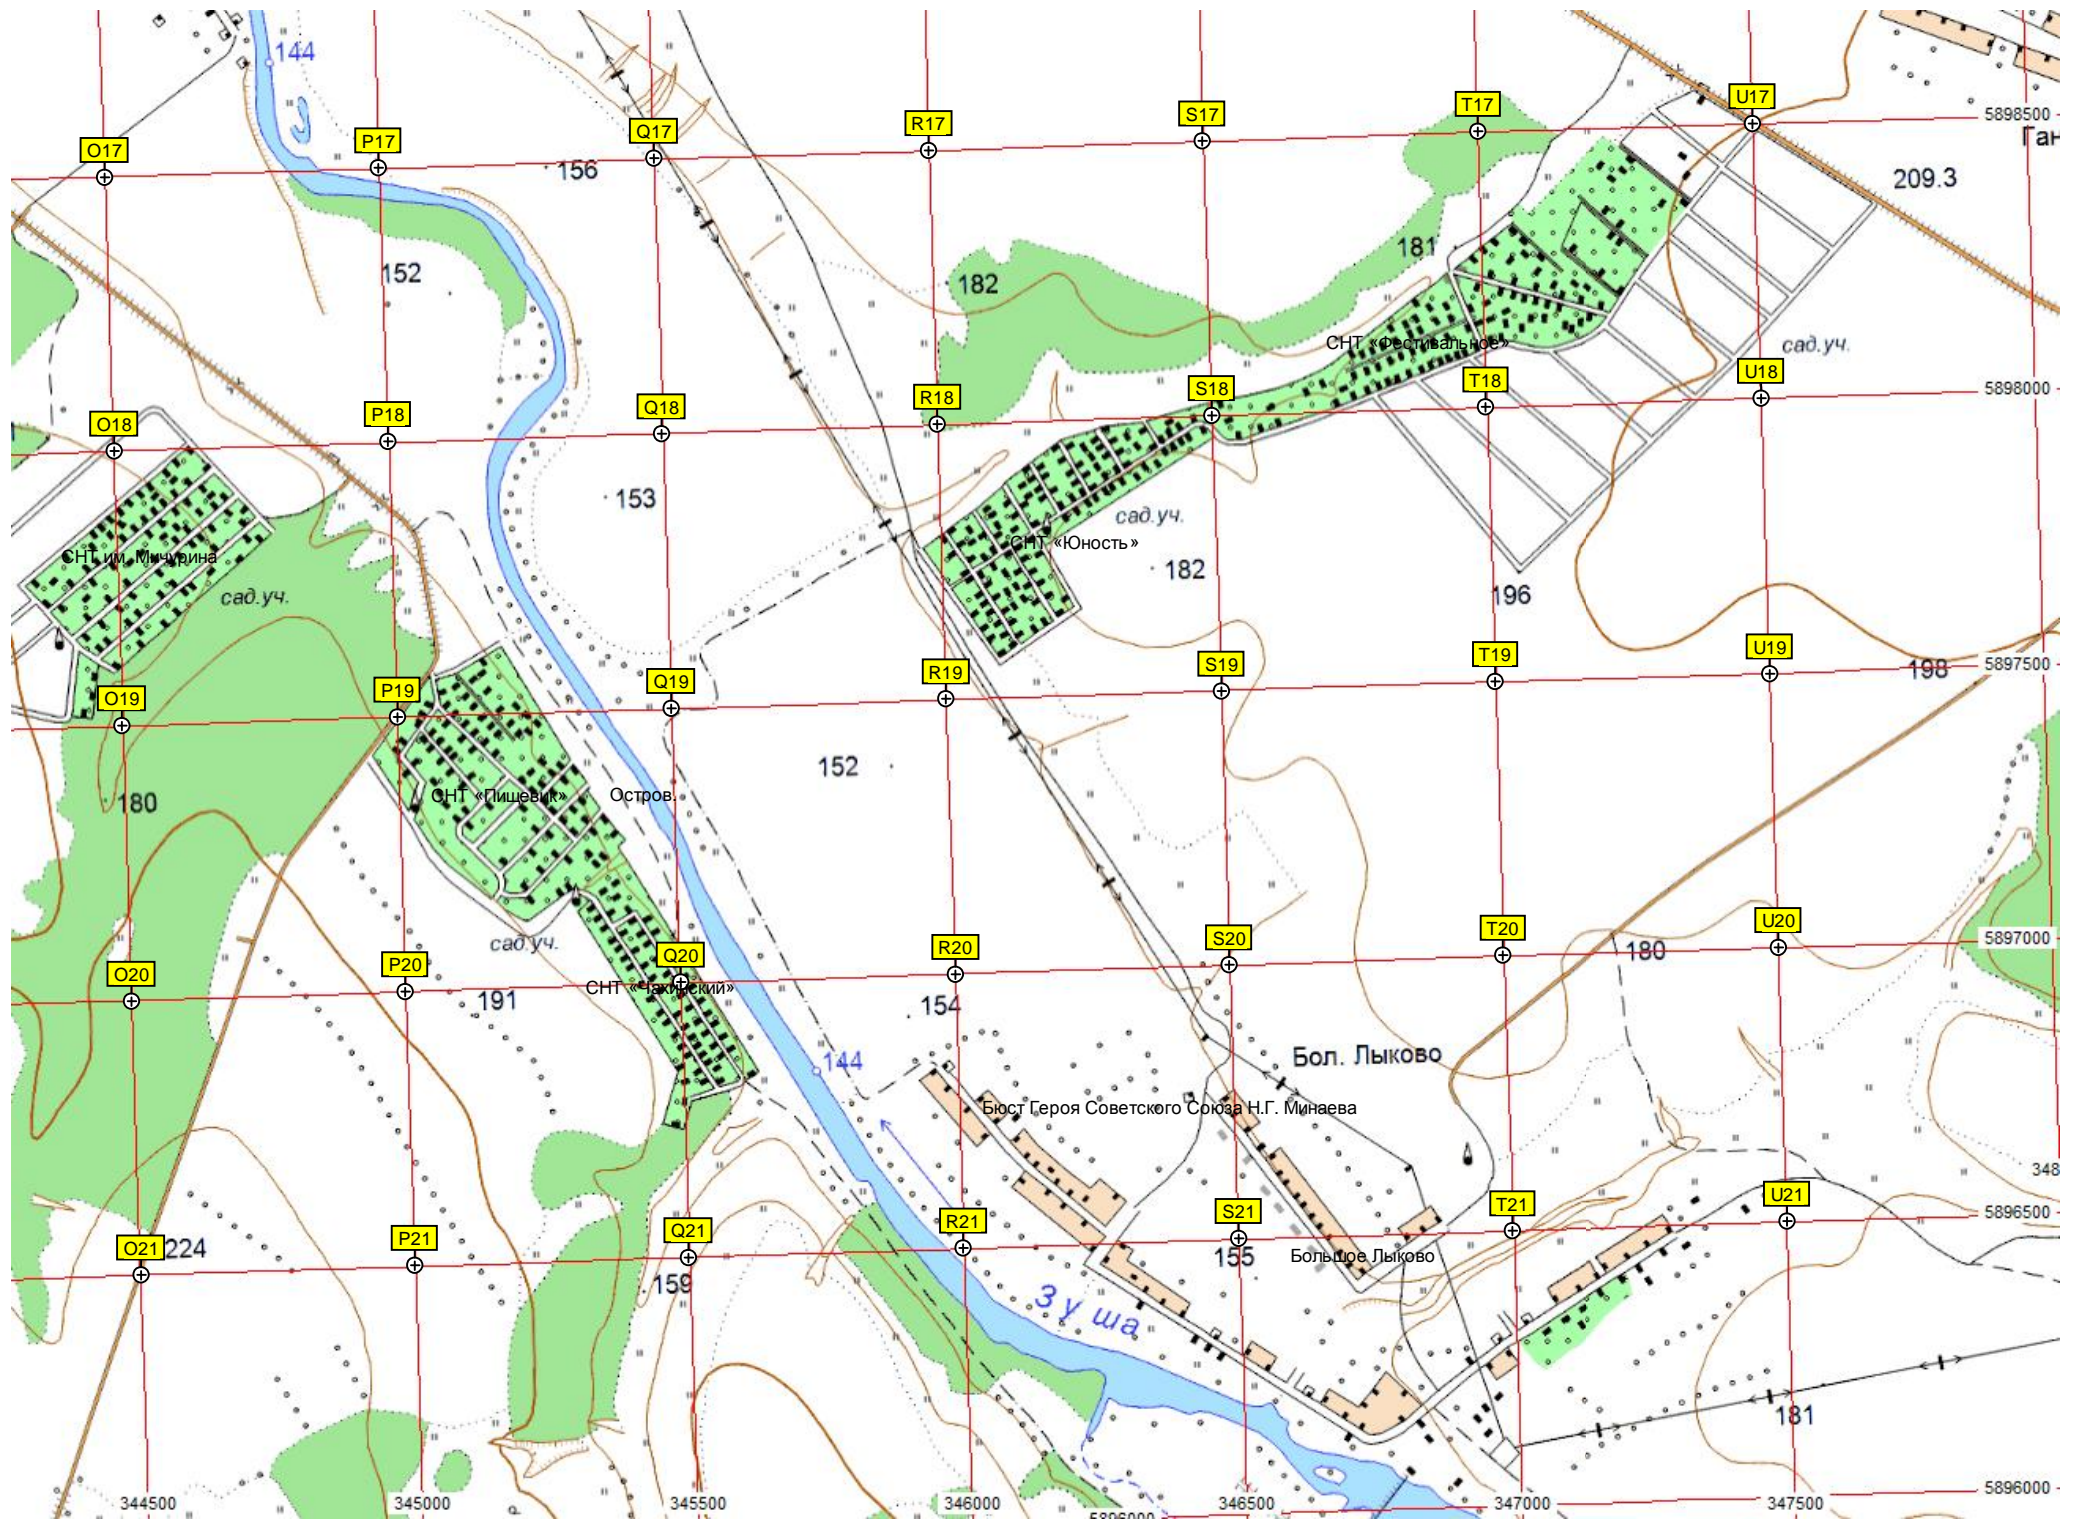 144
U17
T17
5898500
S17
R17
Q17
Ган
P17
O17
156
209.3
181
152
182
СНТ «Фестивальное»
сад.уч.
U18
T18
5898000
S18
R18
Q18
P18
O18
153
сад.уч.
СНТ «Юность»
СНТ им. Мичурина
182
196
сад.уч.
U19
T19
S19
5897500
198
R19
Q19
P19
O19
152
СНТ «Пищевик»
Остров.
180
U20
T20
S20
5897000
сад.уч.
R20
Q20
P20
O20
180
СНТ «Чахинский»
191
154
Бол. Лыково
144
Бюст Героя Советского Союза Н.Г. Минаева
348
U21
T21
S21
5896500
R21
Q21
P21
O21
224
155
Большое Лыково
159
Зуша
181
5896000
344500
345000
345500
346000
346500
347000
347500
5896000